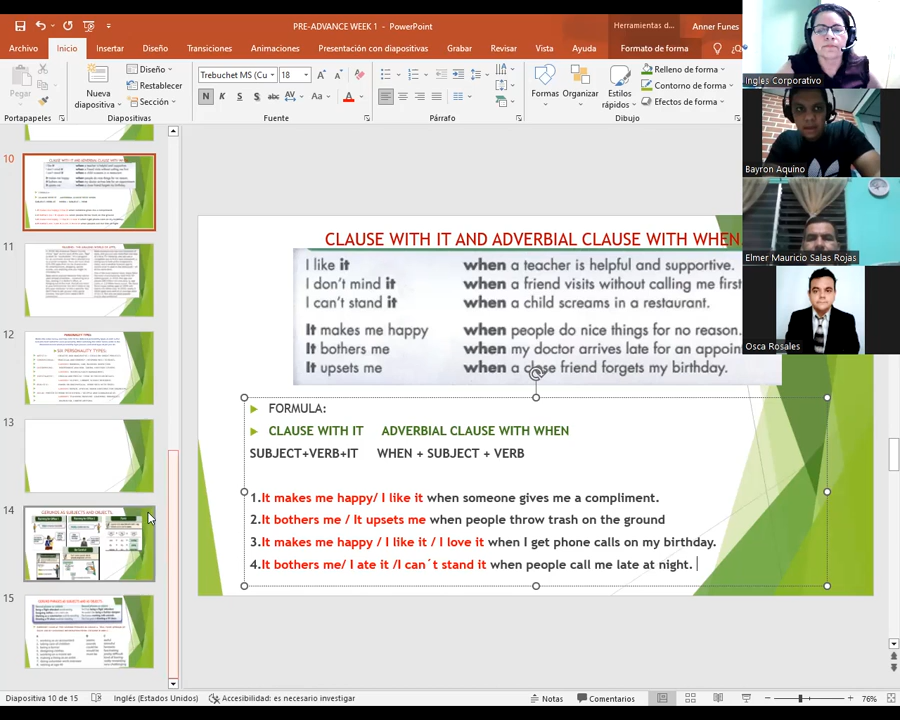 PRE-ADVANCE WEEK 1 - PowerPoint
Herramientas d...
Anner Funes
Archivo Inicio Insertar Diseño Transiciones Animaciones Presentación con diapositivas Grabar Revisar Vista Ayuda Formato de forma
Pegar
Nueva diapositiva
Diseño
Restablecer
Sección
Trebuchet MS (Cu
18
N K S S abc AV Aa A
Formas
Organizar
Estilos rápidos
Relleno de forma
Contorno de forma
Efectos de forma
Portapapeles
Diapositivas
Fuente
Párrafo
Dibujo
Inglés Corporativo
Bayron Aquino
Elmer Mauricio Salas Rojas
Osca Rosales
10
11
12
13
14
15
CLAUSE WITH IT AND ADVERBIAL CLAUSE WITH WHEN
I like it when a teacher is helpful and supportive.
I don't mind it when a friend visits without calling me first
I can't stand it when a child screams in a restaurant.
It makes me happy when people do nice things for no reason.
It bothers me when my doctor arrives late for an appoin
It upsets me when a close friend forgets my birthday.
FORMULA:
CLAUSE WITH IT ADVERBIAL CLAUSE WITH WHEN
SUBJECT+VERB+IT WHEN + SUBJECT + VERB
1.It makes me happy/ I like it when someone gives me a compliment.
2.It bothers me / It upsets me when people throw trash on the ground
3.It makes me happy / I like it / I love it when I get phone calls on my birthday.
4.It bothers me/ I ate it /I can´t stand it when people call me late at night.
Diapositiva 10 de 15
Inglés (Estados Unidos)
Accesibilidad: es necesario investigar
Notas
Comentarios
76%